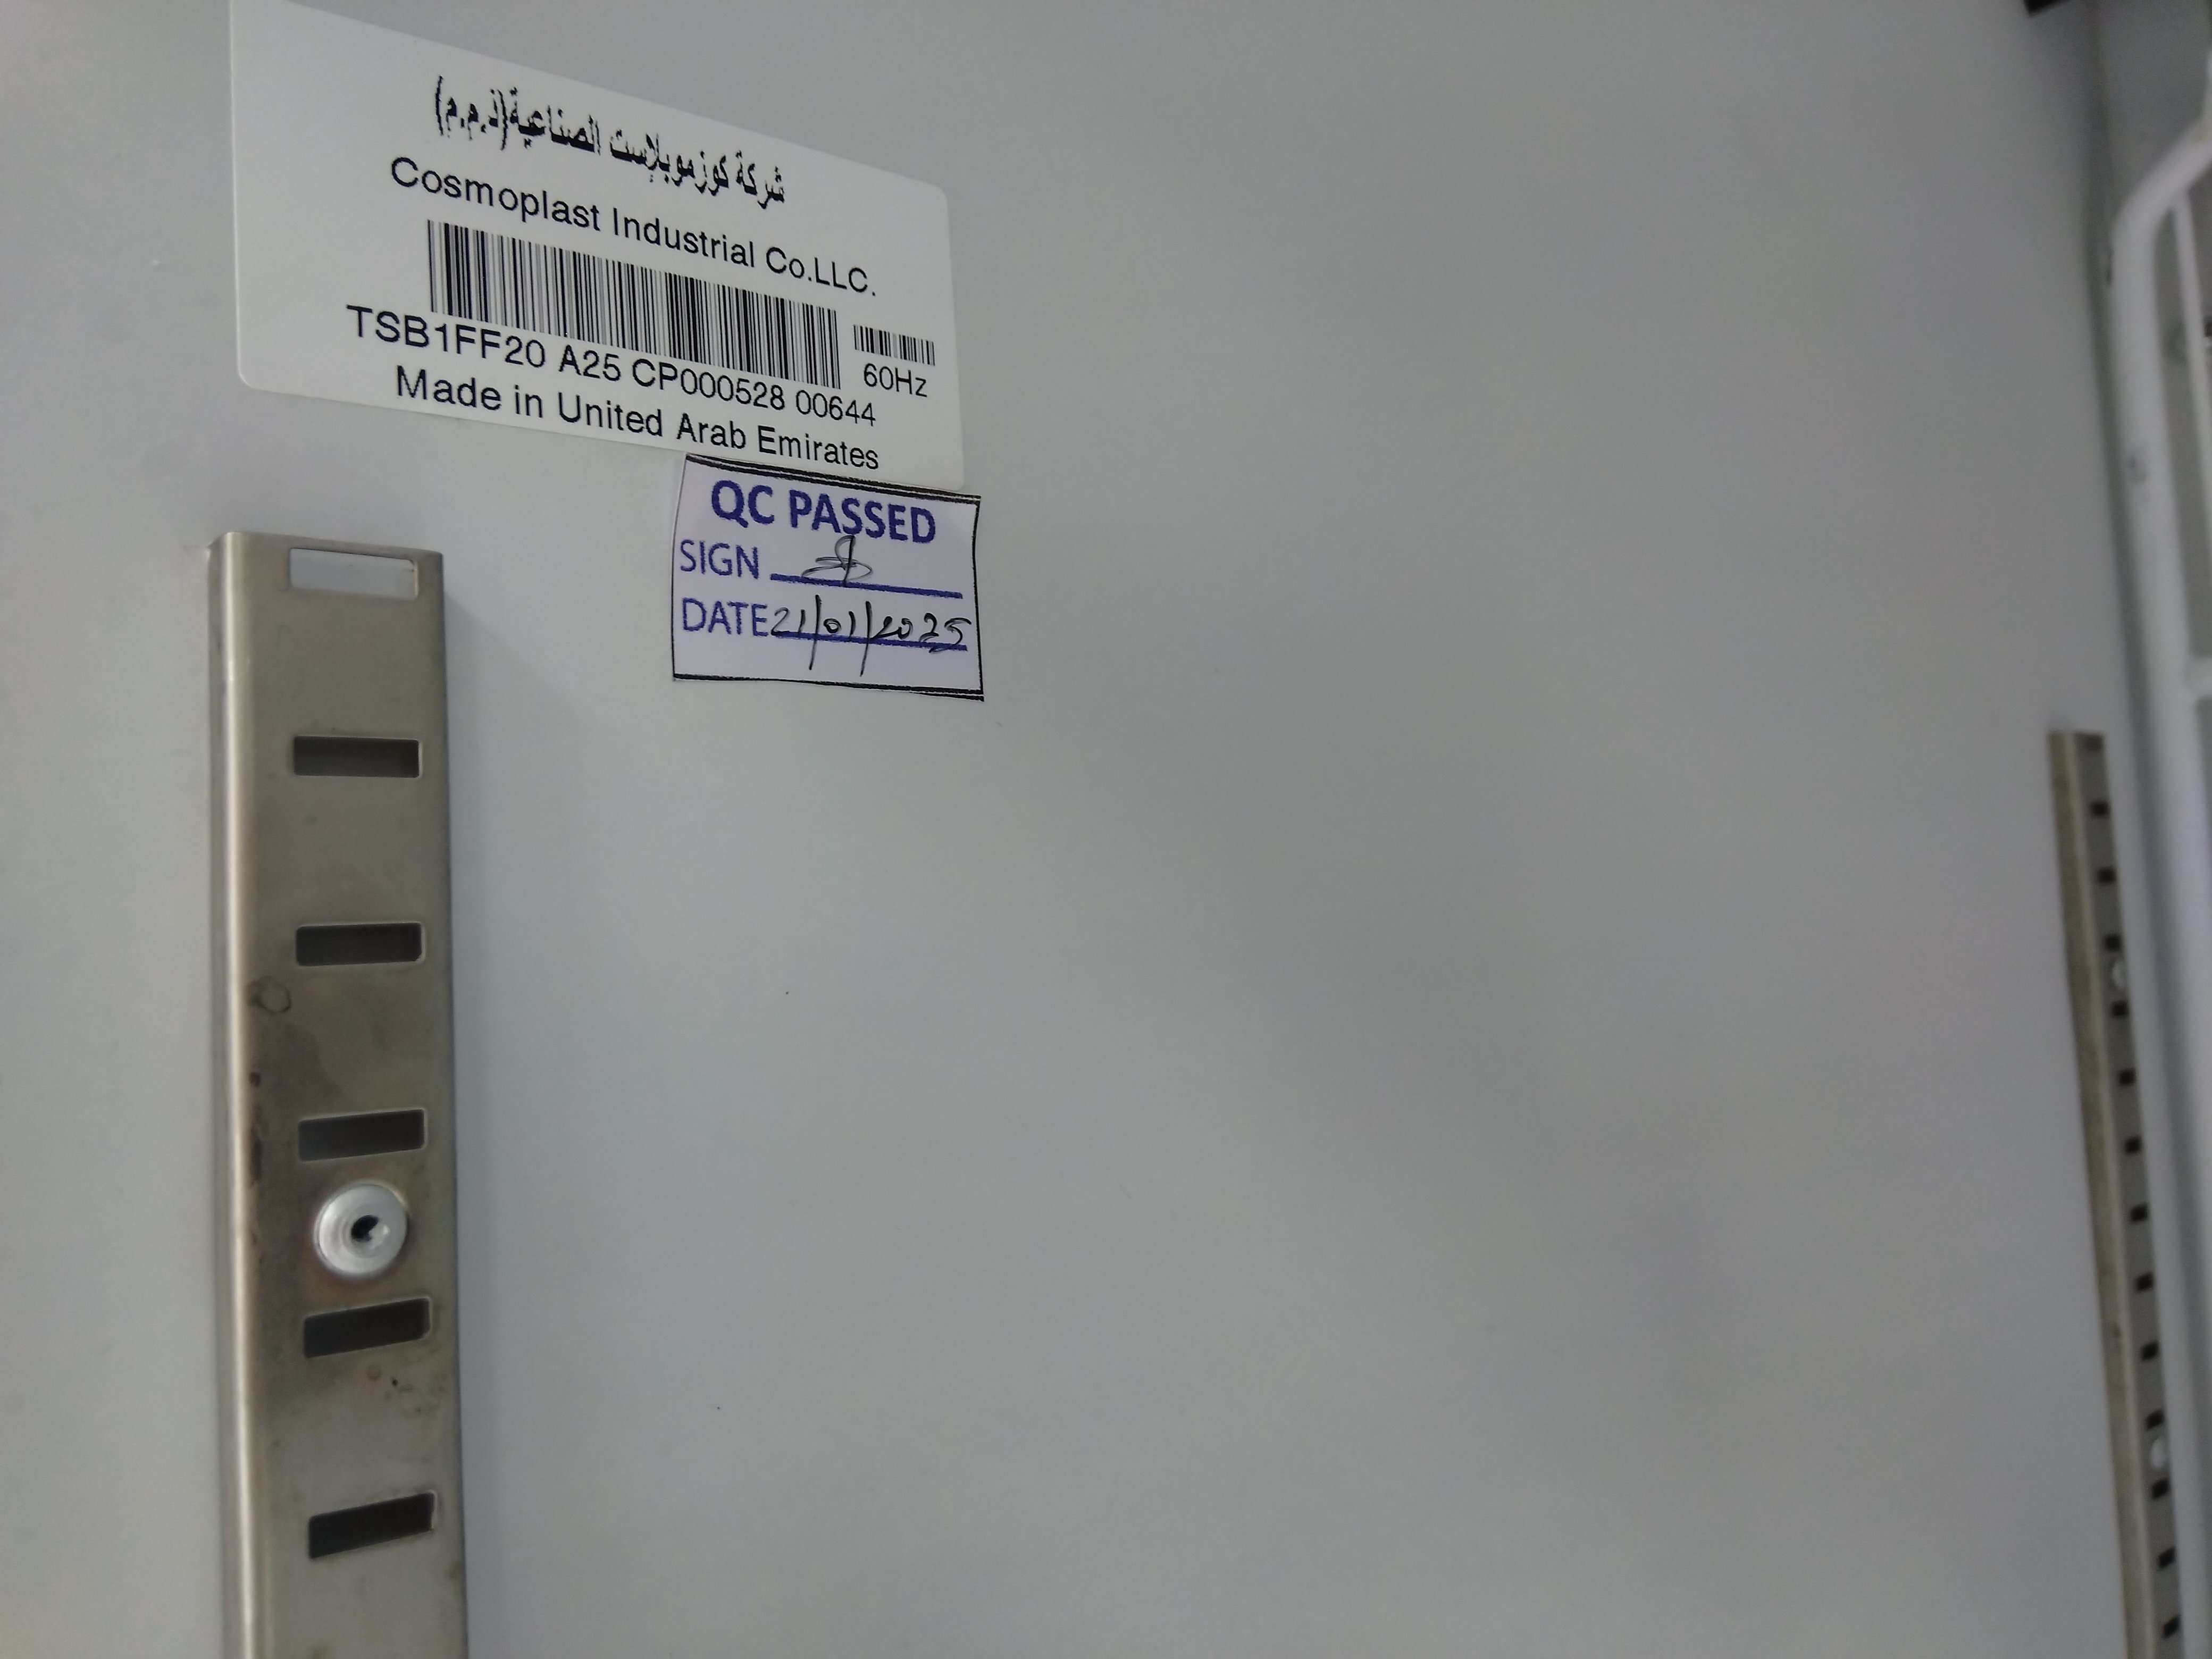 شركة كوزموبلاست الصناعية(ذ.م.م)
Cosmoplast Industrial Co.LLC.
TSB1FF20 A25 CP000528 00644
60Hz
Made in United Arab Emirates
QC PASSED
SIGN
DATE 21/01/2025